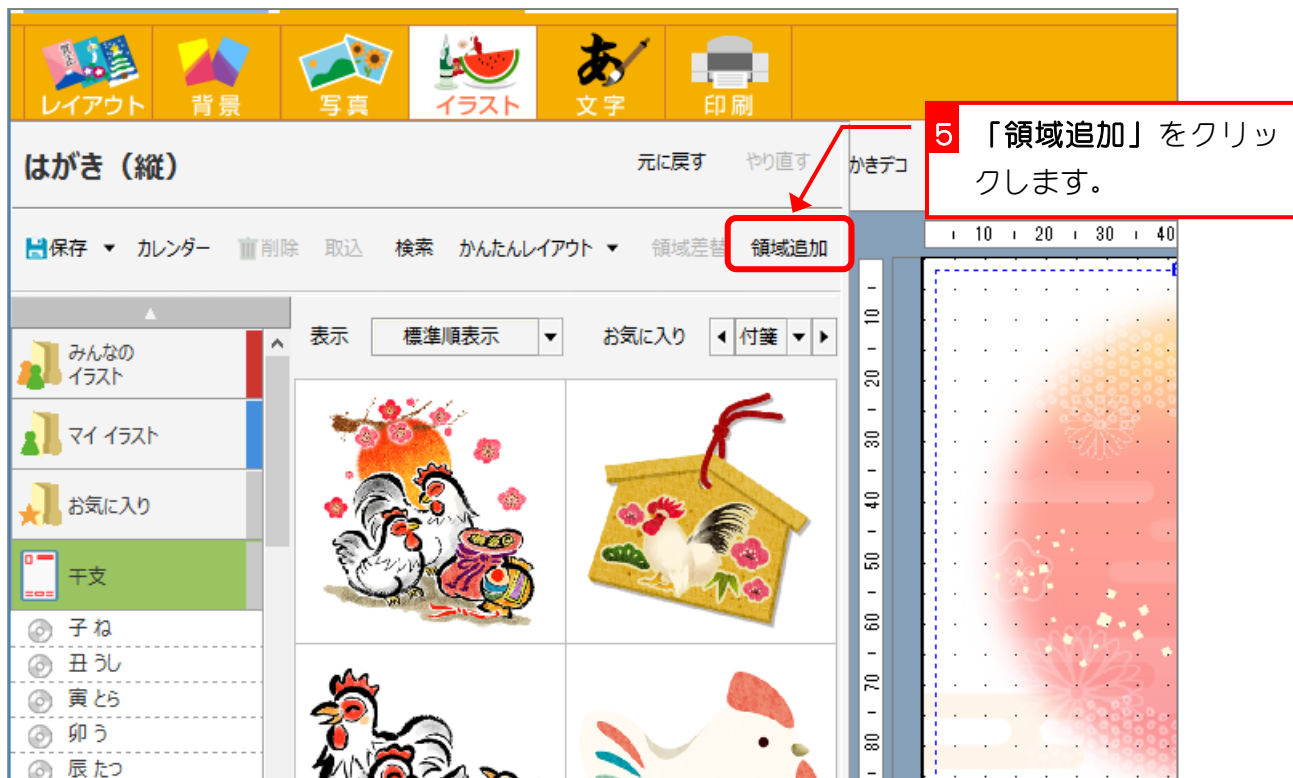 レイアウト 背景 写真 イラスト 文字 印刷
5 「領域追加」をクリッ
クします。
はがき（縦） 元に戻す やり直す かきデコ
保存 ▼ カレンダー 削除 取込 検索 かんたんレイアウト ▼ 領域差替 領域追加
10 20 30 40
表示 標準順表示 ▼ お気に入り ◀ 付箋 ▼ ▶
みんなの
イラスト
マイ イラスト
お気に入り
干支
子 ね
丑 うし
寅 とら
卯 う
辰 たつ
10
20
30
40
50
60
70
80